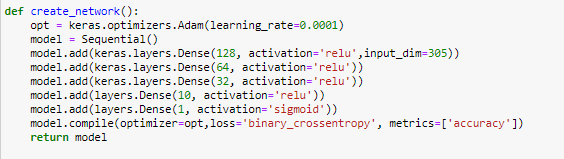 def create_network():
    opt = keras.optimizers.Adam(learning_rate=0.0001)
    model = Sequential()
    model.add(keras.layers.Dense(128, activation='relu',input_dim=305))
    model.add(keras.layers.Dense(64, activation='relu'))
    model.add(keras.layers.Dense(32, activation='relu'))
    model.add(layers.Dense(10, activation='relu'))
    model.add(layers.Dense(1, activation='sigmoid'))
    model.compile(optimizer=opt,loss='binary_crossentropy', metrics=['accuracy'])
    return model